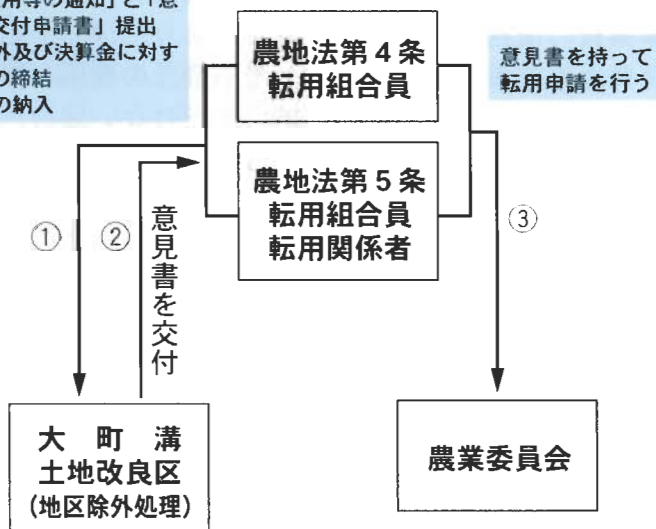 用等の通知」と「意
交付申請書」提出
外及び決算金に対す
の締結
の納入
農地法第4条
転用組合員
意見書を持って
転用申請を行う
農地法第5条
転用組合員
転用関係者
①
②
意見書を交付
③
大町溝
土地改良区
(地区除外処理)
農業委員会